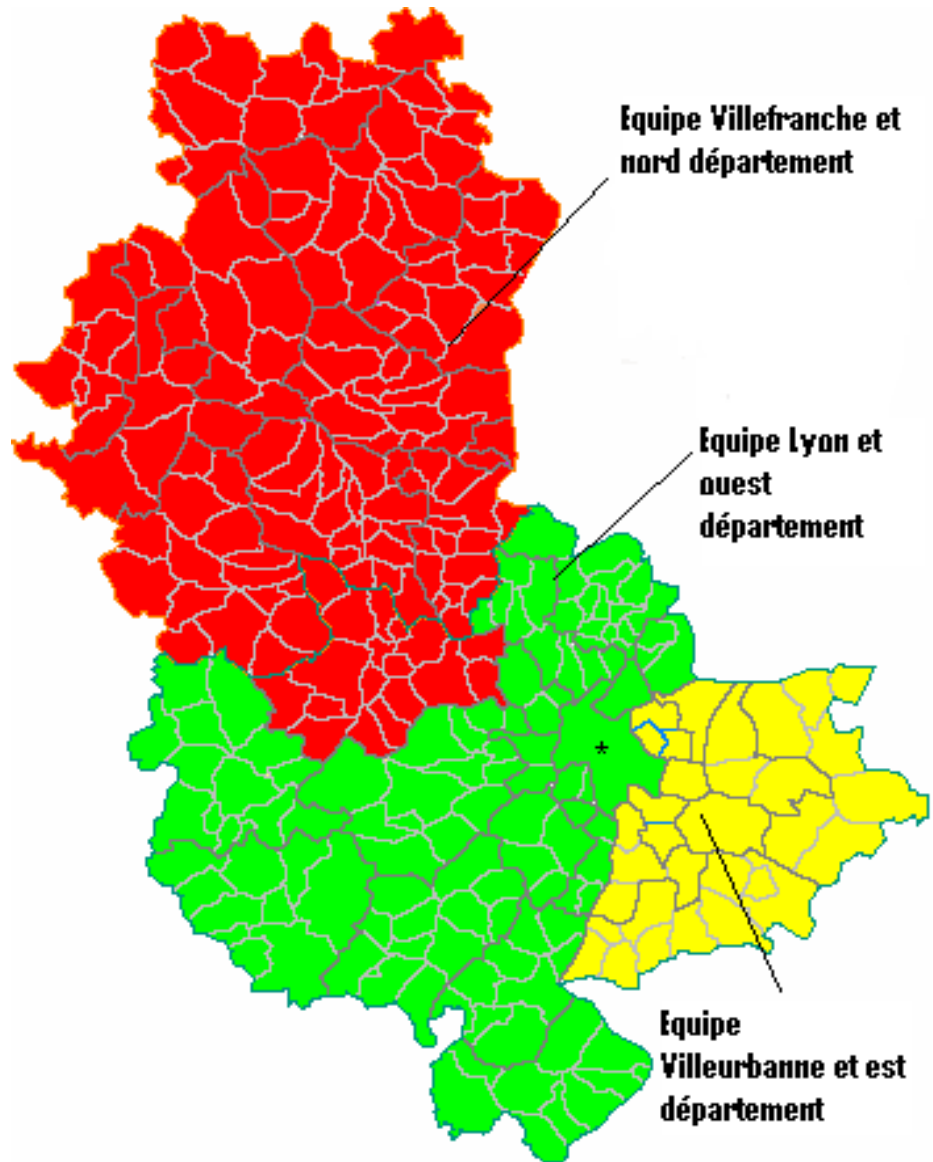 Equipe Villefranche et
nord département
Equipe Lyon et
ouest
département
*
Equipe
Villeurbanne et est
département